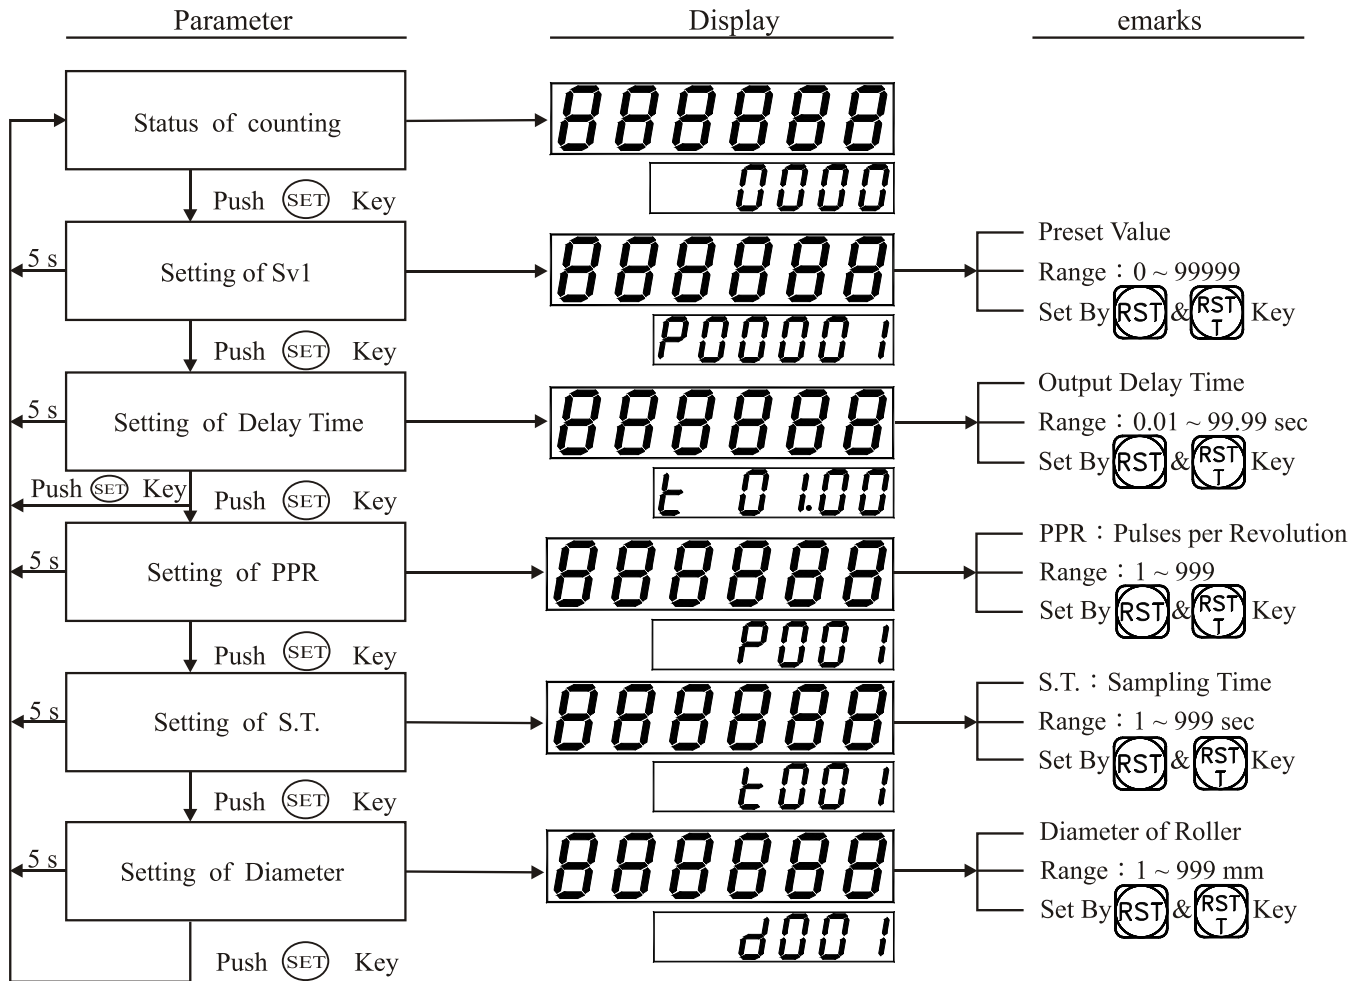 Parameter Display emarks
Status of counting 888888
0000
Push SET Key
Preset Value
5 s Setting of Sv1 888888 Range：0 ~ 99999
Set By RST & RST T Key
P00001
Push SET Key
Output Delay Time
5 s Setting of Delay Time 888888 Range：0.01 ~ 99.99 sec
Set By RST & RST T Key
t 01.00
Push SET Key Push SET Key
PPR：Pulses per Revolution
5 s Setting of PPR 888888 Range：1 ~ 999
Set By RST & RST T Key
P001
Push SET Key
S.T.：Sampling Time
5 s Setting of S.T. 888888 Range：1 ~ 999 sec
Set By RST & RST T Key
t001
Push SET Key
Diameter of Roller
5 s Setting of Diameter 888888 Range：1 ~ 999 mm
Set By RST & RST T Key
d001
Push SET Key